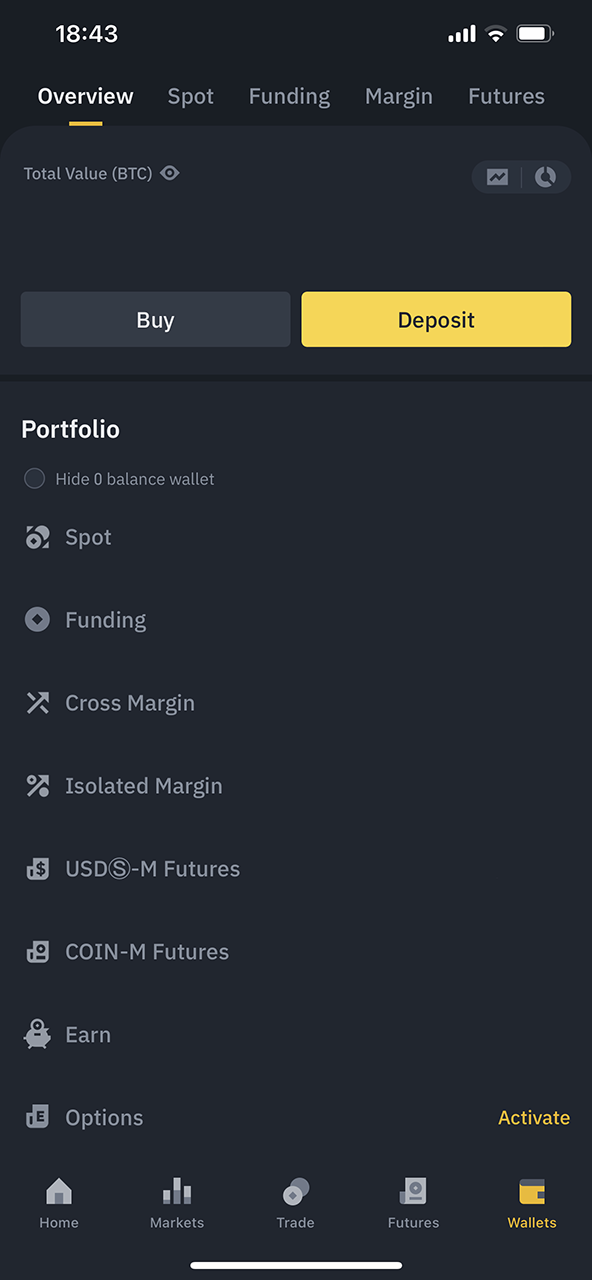 18:43
Overview Spot Funding Margin Futures
Total Value (BTC)
Buy Deposit
Portfolio
Hide 0 balance wallet
Spot
Funding
Cross Margin
Isolated Margin
USDⓈ-M Futures
COIN-M Futures
Earn
Options Activate
Home Markets Trade Futures Wallets